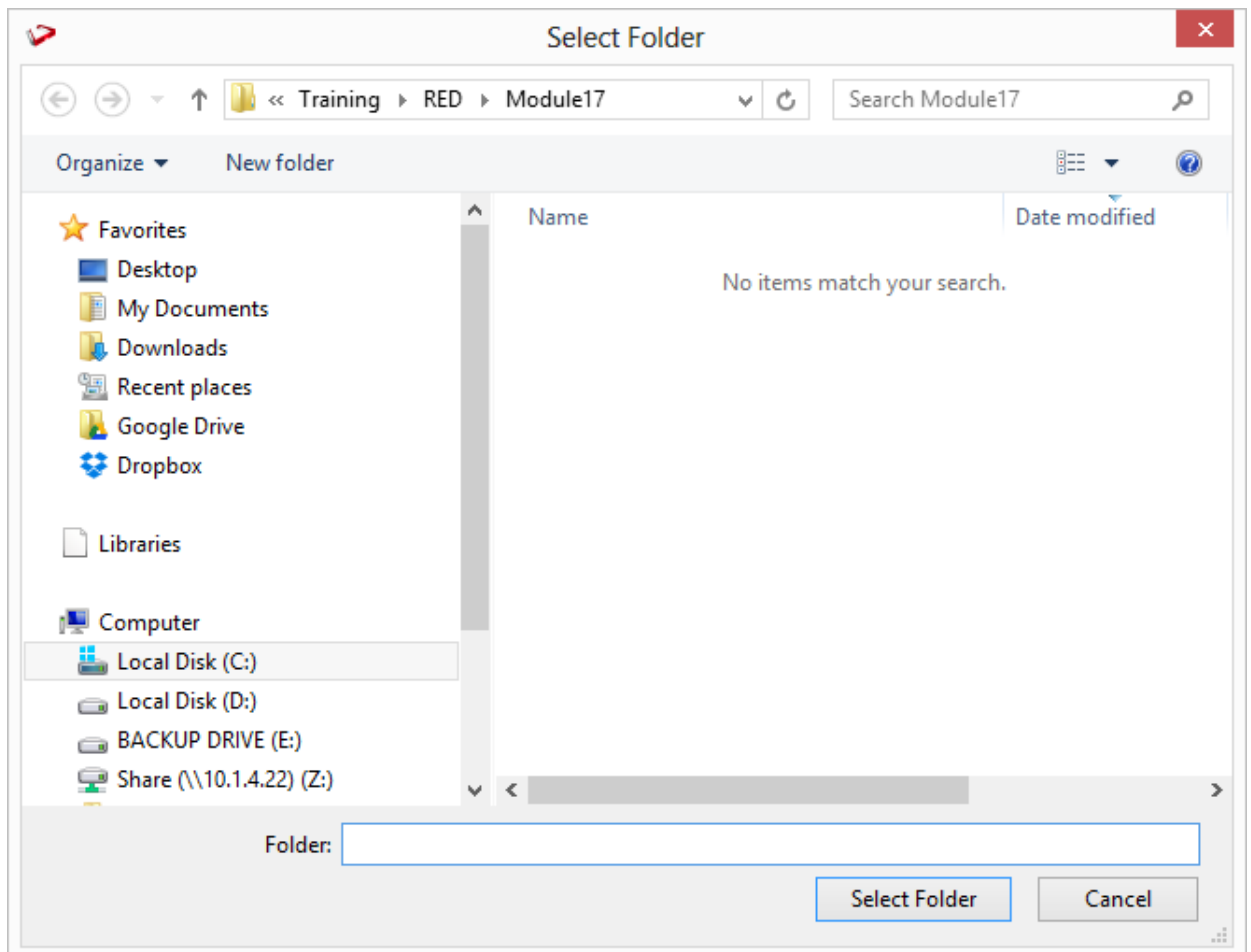 Select Folder
« Training ▸ RED ▸ Module17
Search Module17
Organize
New folder
Favorites
Desktop
My Documents
Downloads
Recent places
Google Drive
Dropbox
Libraries
Computer
Local Disk (C:)
Local Disk (D:)
BACKUP DRIVE (E:)
Share (\\10.1.4.22) (Z:)
Name
Date modified
No items match your search.
Folder:
Select Folder
Cancel